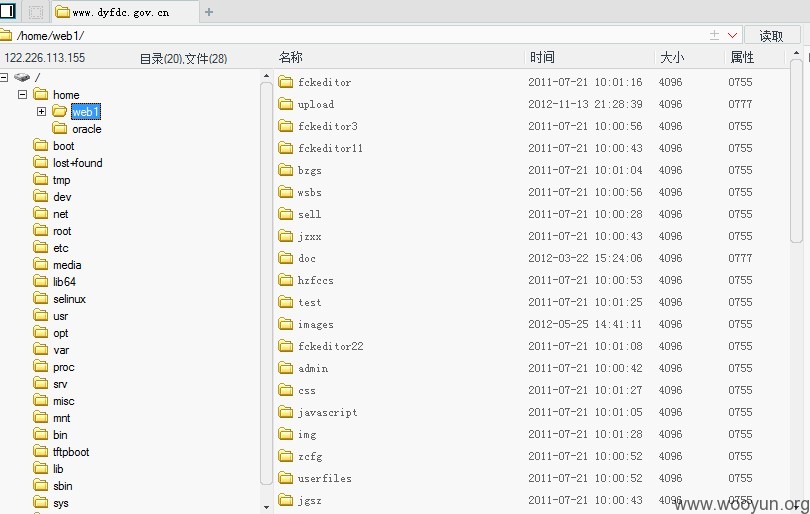 www.dyfdc.gov.cn
/home/web1/ 读取
122.226.113.155 目录(20),文件(28) 名称 时间 大小 属性
/
home
web1
oracle
boot
lost+found
tmp
dev
net
root
etc
media
lib64
selinux
usr
opt
var
proc
srv
misc
mnt
bin
tftpboot
lib
sbin
sys
fckeditor 2011-07-21 10:01:16 4096 0755
upload 2012-11-13 21:28:39 4096 0777
fckeditor3 2011-07-21 10:00:56 4096 0755
fckeditor11 2011-07-21 10:00:43 4096 0755
bzgs 2011-07-21 10:01:04 4096 0755
wsbs 2011-07-21 10:00:56 4096 0755
sell 2011-07-21 10:00:28 4096 0755
jzxx 2011-07-21 10:00:43 4096 0755
doc 2012-03-22 15:24:06 4096 0777
hzfccs 2011-07-21 10:00:53 4096 0755
test 2011-07-21 10:01:25 4096 0755
images 2012-05-25 14:41:11 4096 0755
fckeditor22 2011-07-21 10:01:08 4096 0755
admin 2011-07-21 10:00:42 4096 0755
css 2011-07-21 10:01:27 4096 0755
javascript 2011-07-21 10:01:05 4096 0755
img 2011-07-21 10:01:28 4096 0755
zcfg 2011-07-21 10:00:52 4096 0755
userfiles 2011-07-21 10:00:52 4096 0755
jgsz 2011-07-21 10:00:43 4096 0755
www.wooyun.org